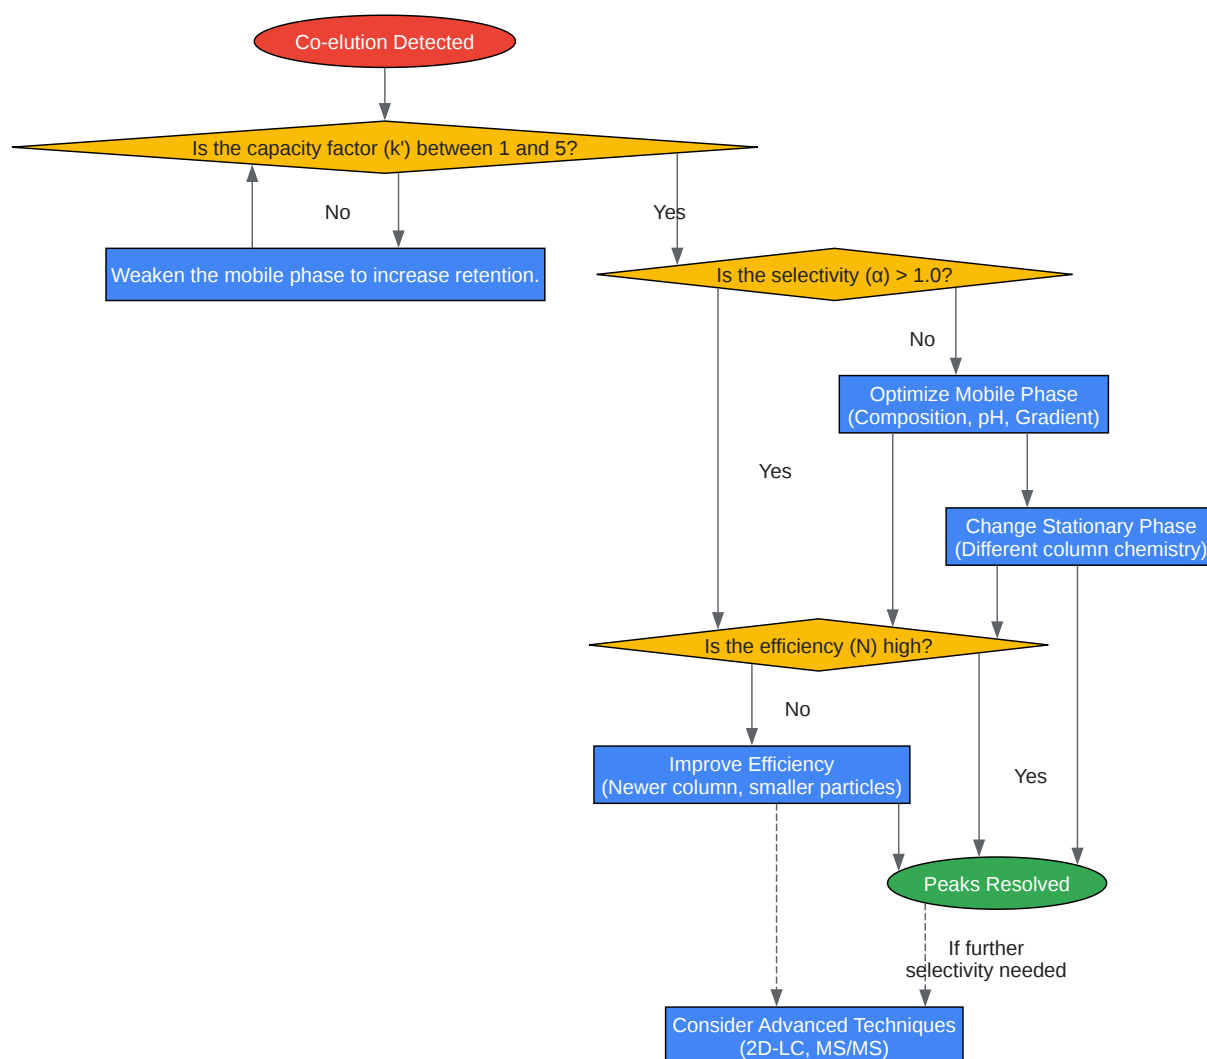 Co-elution Detected
Is the capacity factor (k') between 1 and 5?
No
Yes
Weaken the mobile phase to increase retention.
Is the selectivity (α) > 1.0?
No
Optimize Mobile Phase
(Composition, pH, Gradient)
Yes
Change Stationary Phase
(Different column chemistry)
Is the efficiency (N) high?
No
Improve Efficiency
(Newer column, smaller particles)
Yes
Peaks Resolved
If further
selectivity needed
Consider Advanced Techniques
(2D-LC, MS/MS)